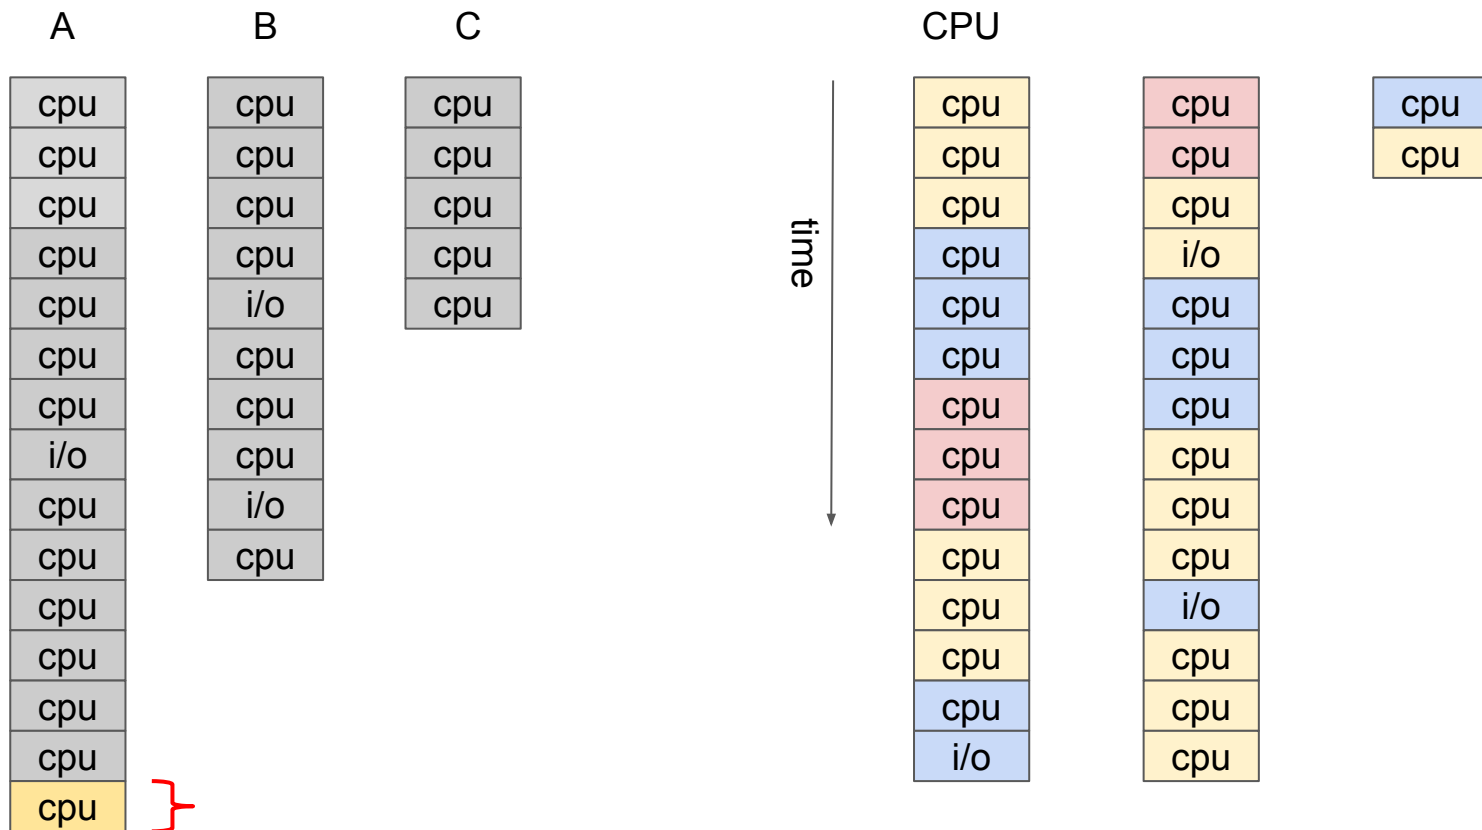 A B C CPU
cpu cpu cpu cpu cpu cpu
cpu cpu cpu cpu cpu cpu
cpu cpu cpu cpu cpu
cpu cpu cpu cpu i/o
cpu i/o cpu cpu cpu
cpu cpu cpu cpu
cpu cpu cpu cpu
i/o cpu cpu cpu
cpu i/o cpu cpu
cpu cpu cpu cpu
cpu cpu i/o
cpu cpu cpu
cpu cpu cpu
cpu i/o cpu
cpu
time